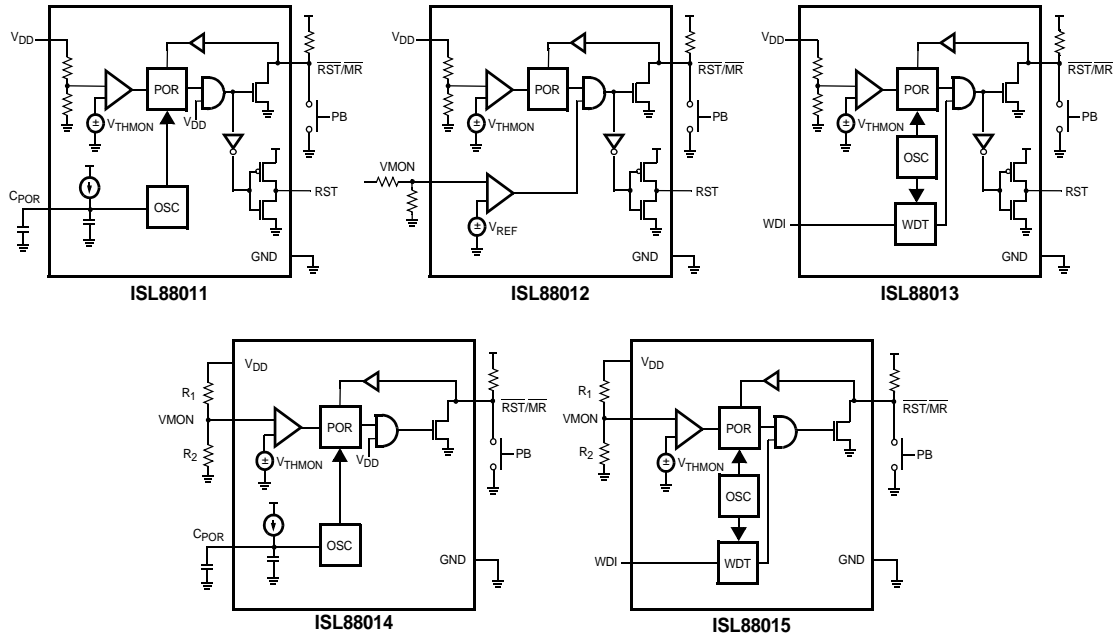 VDD
POR
VTHMON
VDD
RST/MR
PB
RST
CPOR
OSC
GND
ISL88011
VDD
POR
VTHMON
RST/MR
PB
VMON
VREF
RST
GND
ISL88012
VDD
POR
VTHMON
RST/MR
PB
OSC
RST
WDI
WDT
GND
ISL88013
VDD
R1
VMON
R2
POR
VTHMON
VDD
RST/MR
PB
CPOR
OSC
GND
ISL88014
VDD
R1
VMON
R2
POR
VTHMON
RST/MR
PB
OSC
WDI
WDT
GND
ISL88015